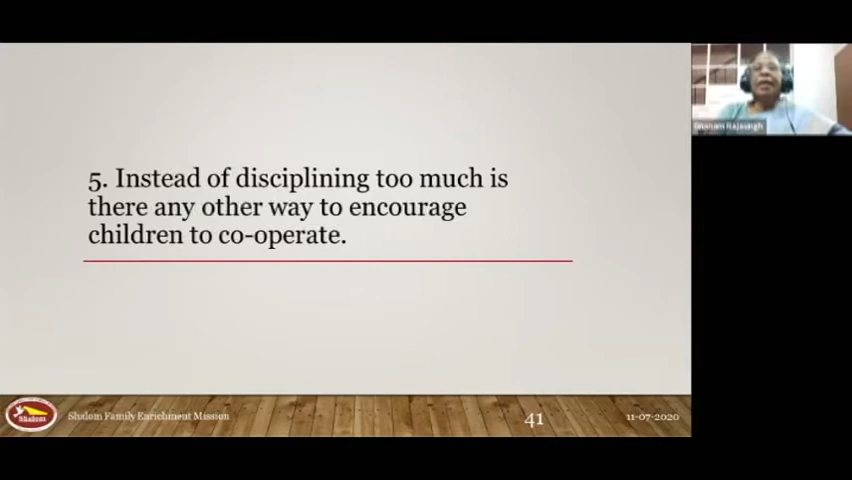 5. Instead of disciplining too much is
there any other way to encourage
children to co-operate.
Shalom Family Enrichment Mission
41
11-07-2020
Shalom